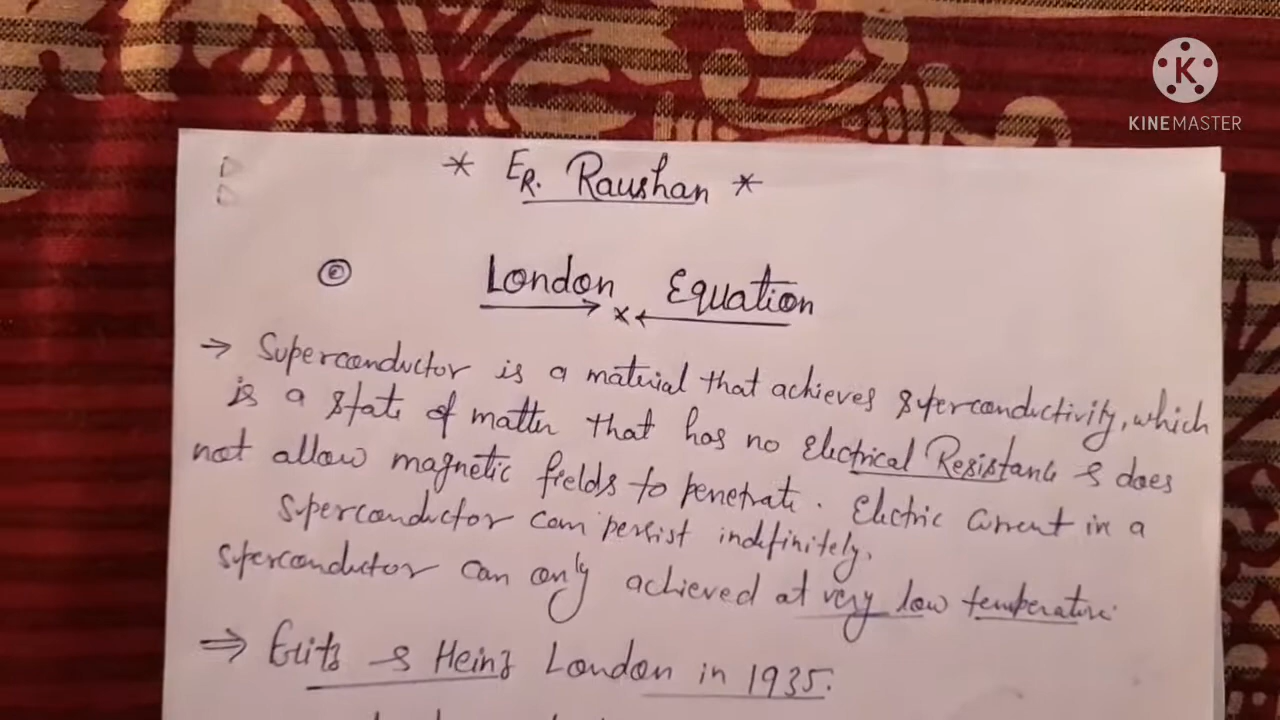 K
KINEMASTER
* ER. Raushan *
London Equation
→ Superconductor is a material that achieves superconductivity, which
is a state of matter that has no Electrical Resistance & does
not allow magnetic fields to penetrate. Electric Current in a
Superconductor can persist indefinitely.
Superconductor can only achieved at very low temperature.
⇒ & Heinz London in 1935.